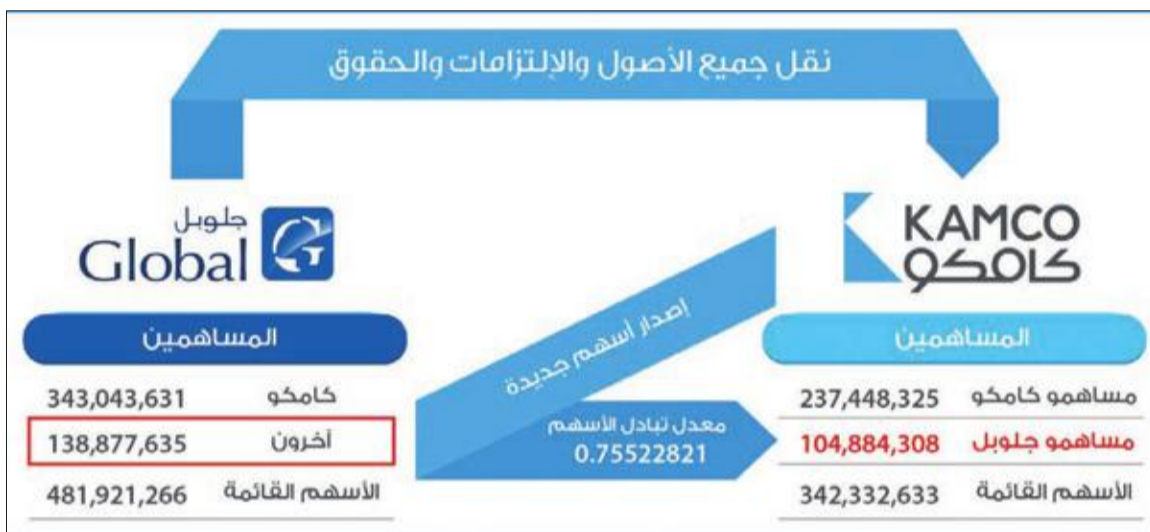 نقل جميع الأصول والإلتزامات والحقوق
KAMCO
كامكو
المساهمين
مساهمو كامكو 237,448,325
مساهمو جلوبل 104,884,308
الأسهم القائمة 342,332,633
إصدار أسهم جديدة
معدل تبادل الأسهم
0.75522821
جلوبل
Global
المساهمين
كامكو 343,043,631
آخرون 138,877,635
الأسهم القائمة 481,921,266